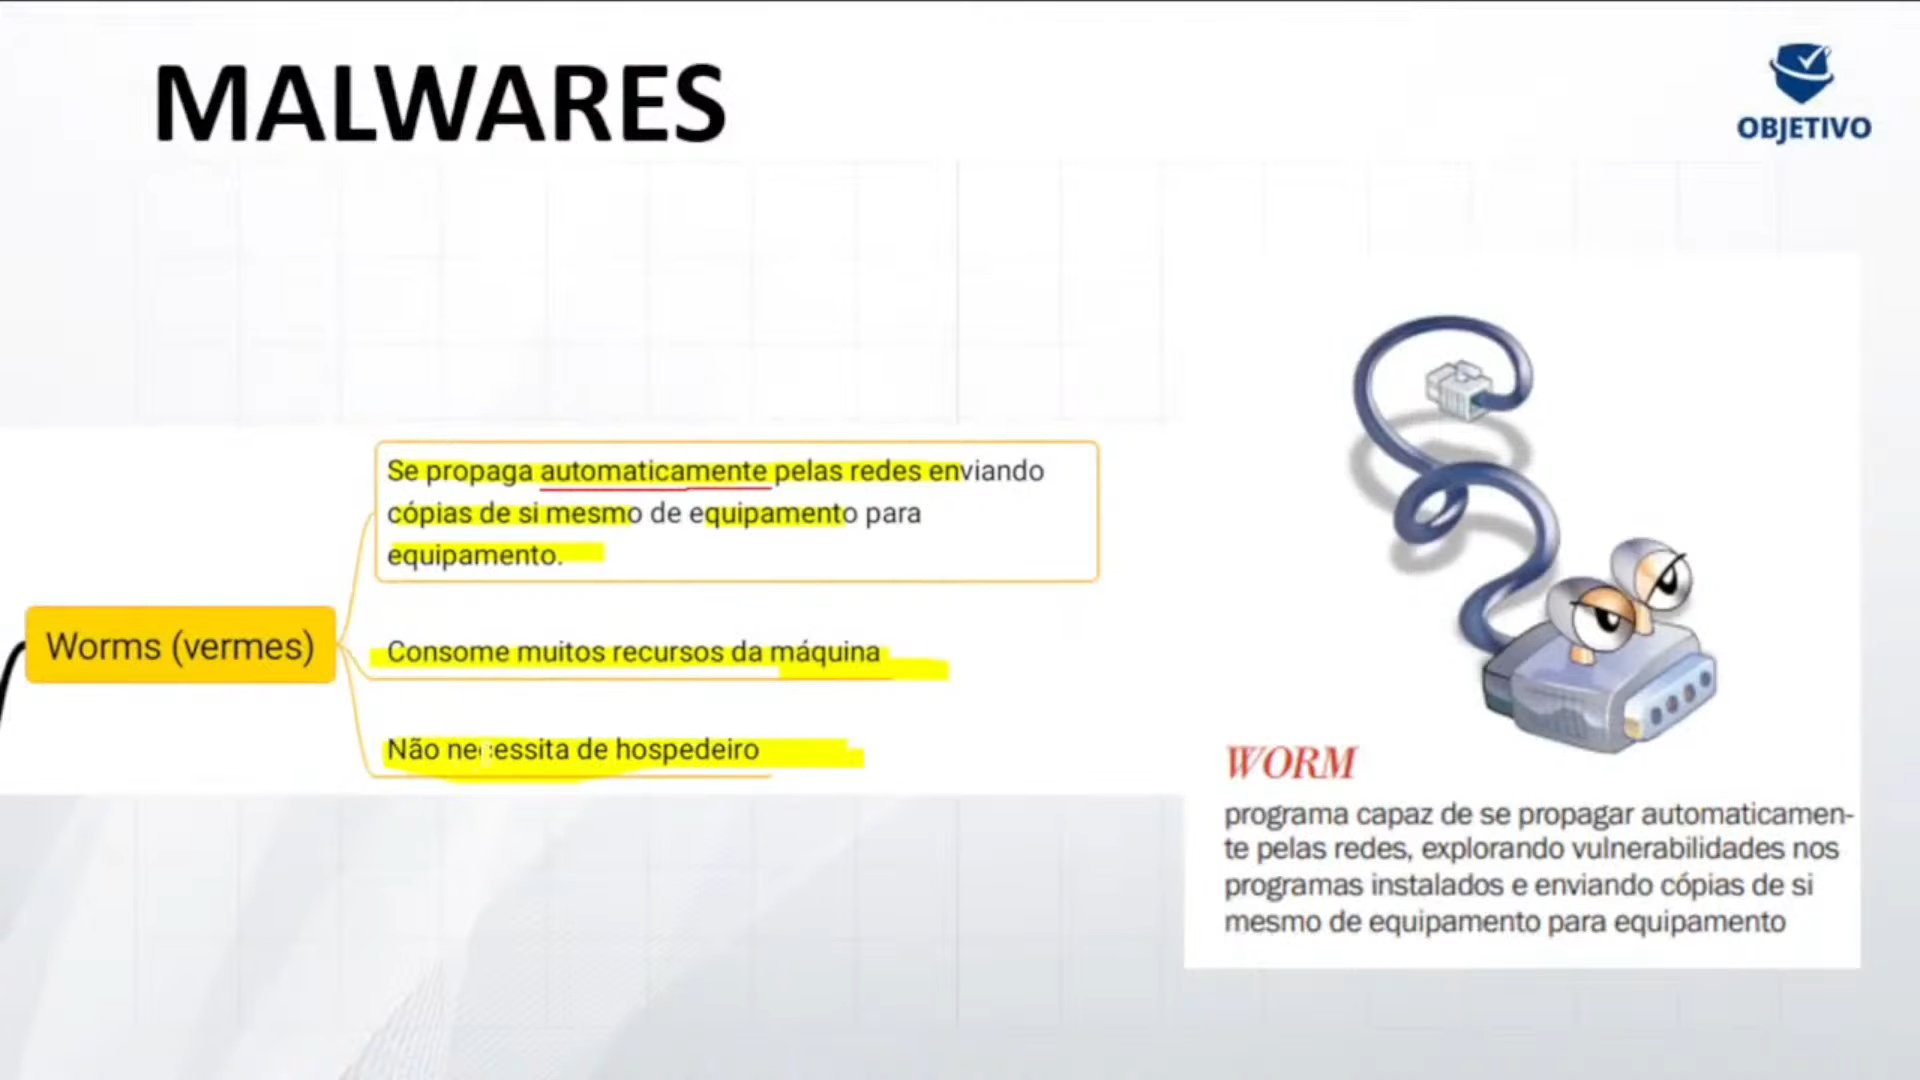 MALWARES
OBJETIVO
Se propaga automaticamente pelas redes enviando
cópias de si mesmo de equipamento para
equipamento.
Worms (vermes)
Consome muitos recursos da máquina
Não necessita de hospedeiro
WORM
programa capaz de se propagar automaticamen-
te pelas redes, explorando vulnerabilidades nos
programas instalados e enviando cópias de si
mesmo de equipamento para equipamento